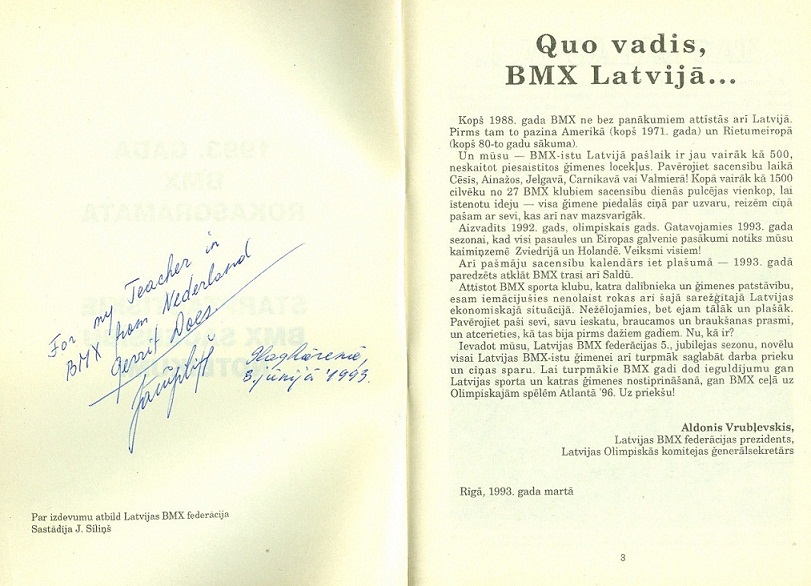 For my Teacher in
BMX from Nederland
Gerrit Does
Haaksbergenā,
3. jūnijā 1993.
Par izdevumu atbild Latvijas BMX federācija
Sastādīja J. Siliņš
Quo vadis,
BMX Latvijā...
Kopš 1988. gada BMX ne bez panākumiem attīstās arī Latvijā.
Pirms tam to pazina Amerikā (kopš 1971. gada) un Rietumeiropā
(kopš 80-to gadu sākuma).
Un mūsu — BMX-istu Latvijā pašlaik ir jau vairāk kā 500,
neskaitot piesaistītos ģimenes locekļus. Pavērojiet sacensību laikā
Cēsīs, Ainažos, Jelgavā, Carnikavā vai Valmierā! Kopā vairāk kā 1500
cilvēku no 27 BMX klubiem sacensību dienās pulcējas vienkop, lai
īstenotu ideju — visa ģimene piedalās cīņā par uzvaru, reizēm cīņā
pašam ar sevi, kas arī nav mazsvarīgāk.
Aizvadīts 1992. gads, olimpiskais gads. Gatavojamies 1993. gada
sezonai, kad visi pasaules un Eiropas galvenie pasākumi notiks mūsu
kaimiņzemē Zviedrijā un Holandē. Veiksmi visiem!
Arī pašmāju sacensību kalendārs iet plašumā — 1993. gadā
paredzēts atklāt BMX trasi arī Saldū.
Attīstot BMX sporta klubu, katra dalībnieka un ģimenes patstāvību,
esam iemācījušies nenolaist rokas arī šajā sarežģītajā Latvijas
ekonomiskajā situācijā. Nežēlojamies, bet ejam tālāk un plašāk.
Pavērojiet paši sevi, savu ieskatu, braucamos un braukšanas prasmi,
un atcerieties, kā tas bija pirms dažiem gadiem. Nu, kā ir?
Ievadot mūsu, Latvijas BMX federācijas 5., jubilejas sezonu, novēlu
visai Latvijas BMX-istu ģimenei arī turpmāk saglabāt darba prieku
un cīņas sparu. Lai turpmākie BMX gadi dod ieguldījumu gan
Latvijas sporta un katras ģimenes nostiprināšanā, gan BMX ceļā uz
Olimpiskajām spēlēm Atlantā '96. Uz priekšu!
Aldonis Vrubļevskis,
Latvijas BMX federācijas prezidents,
Latvijas Olimpiskās komitejas ģenerālsekretārs
Rīgā, 1993. gada martā
3